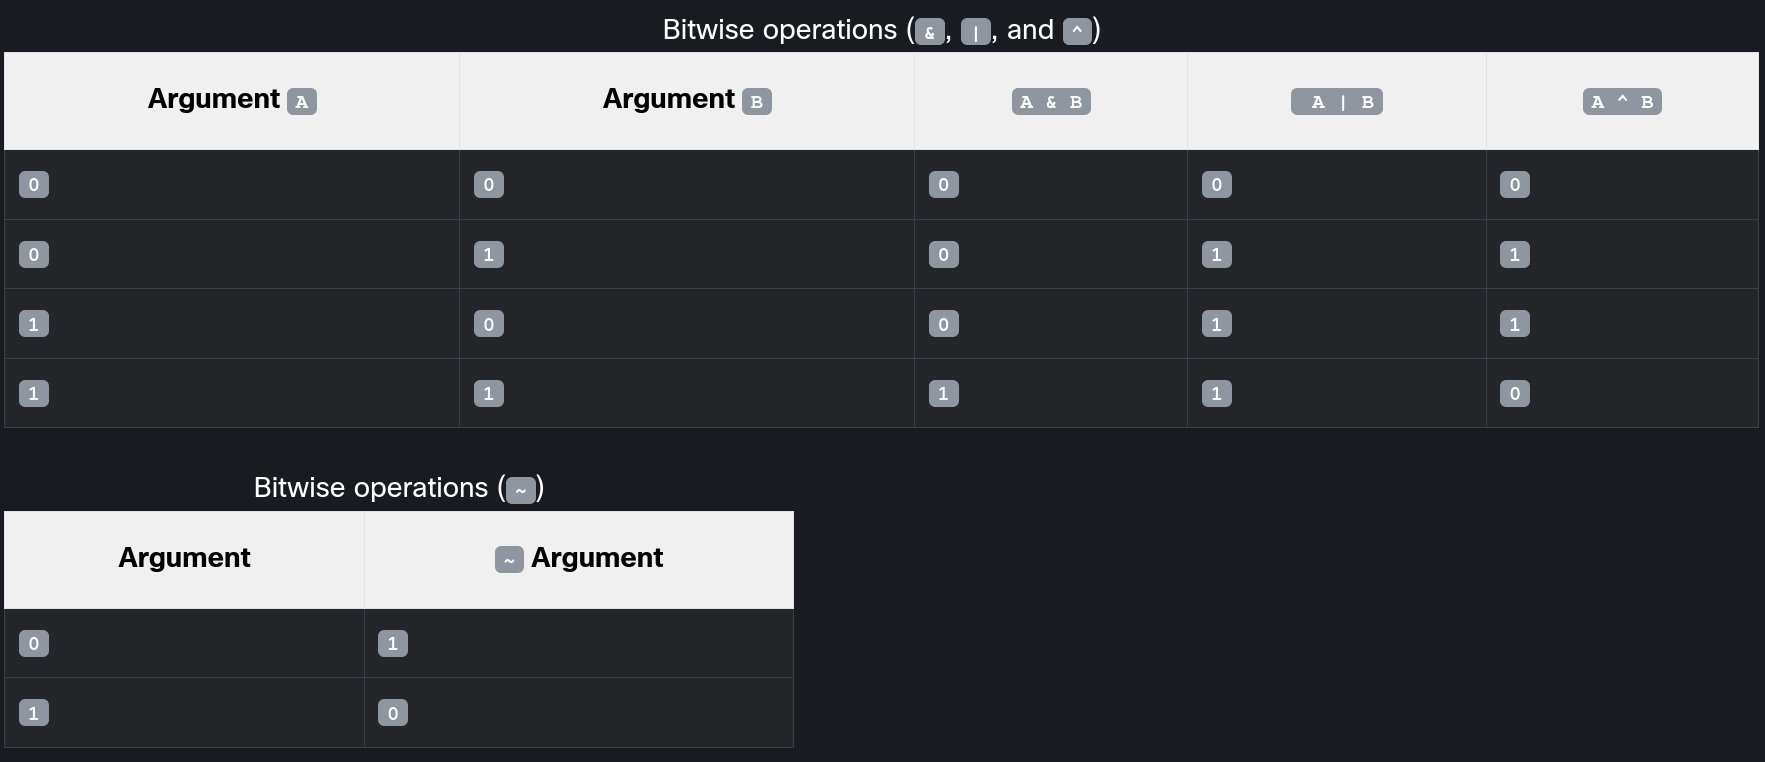 Bitwise operations (&, |, and ^)
Argument A Argument B A & B A | B A ^ B
0 0 0 0 0
0 1 0 1 1
1 0 0 1 1
1 1 1 1 0
Bitwise operations (~)
Argument ~ Argument
0 1
1 0